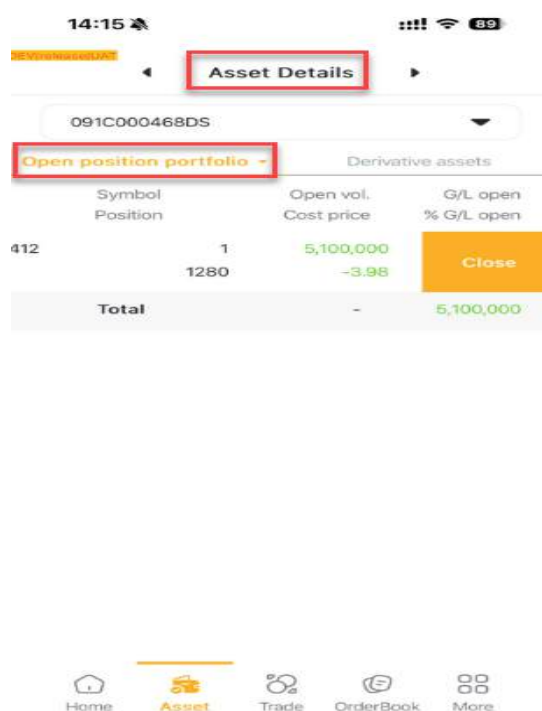 14:15
89
DEVreleasedUAT
Asset Details
091C000468DS
Open position portfolio
Derivative assets
Symbol Open vol. G/L open
Position Cost price % G/L open
412 1 5,100,000 Close
1280 -3.98
Total - 5,100,000
Home Asset Trade OrderBook More